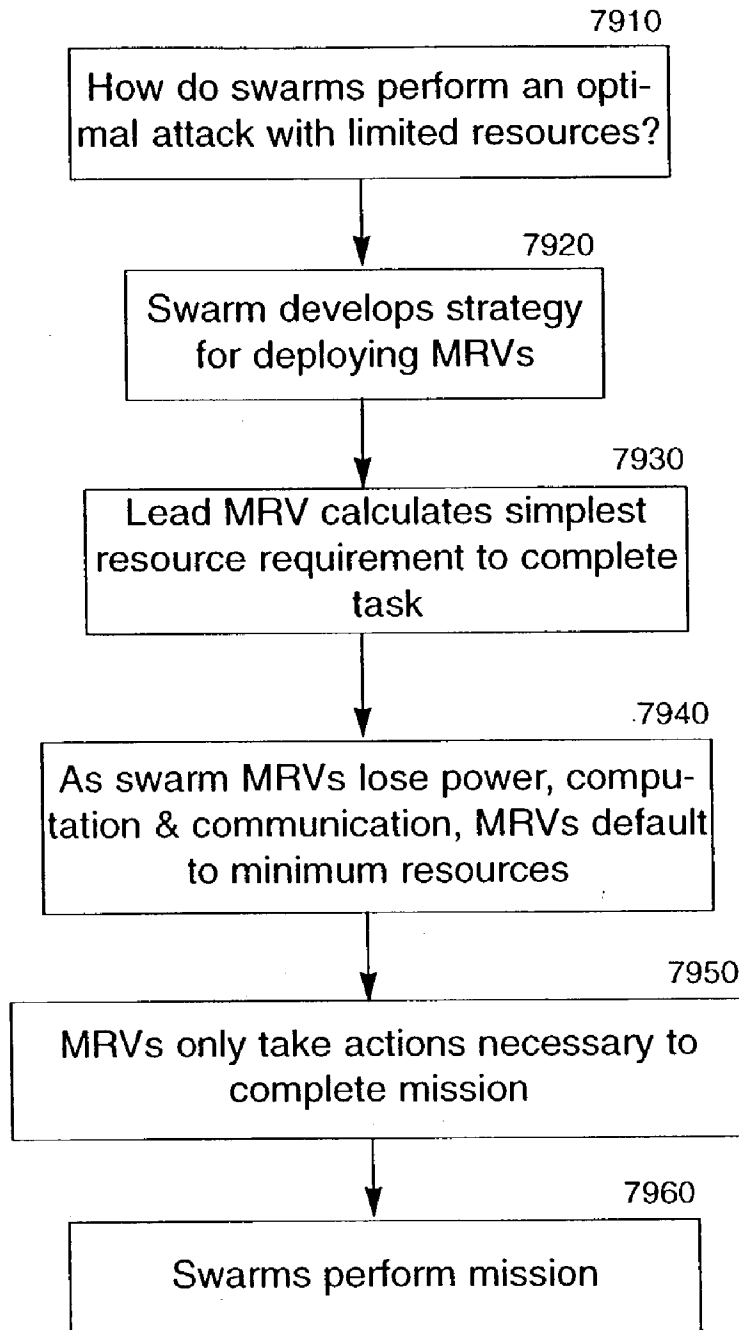 7910
How do swarms perform an opti-
mal attack with limited resources?
7920
Swarm develops strategy
for deploying MRVs
7930
Lead MRV calculates simplest
resource requirement to complete
task
7940
As swarm MRVs lose power, compu-
tation & communication, MRVs default
to minimum resources
7950
MRVs only take actions necessary to
complete mission
7960
Swarms perform mission